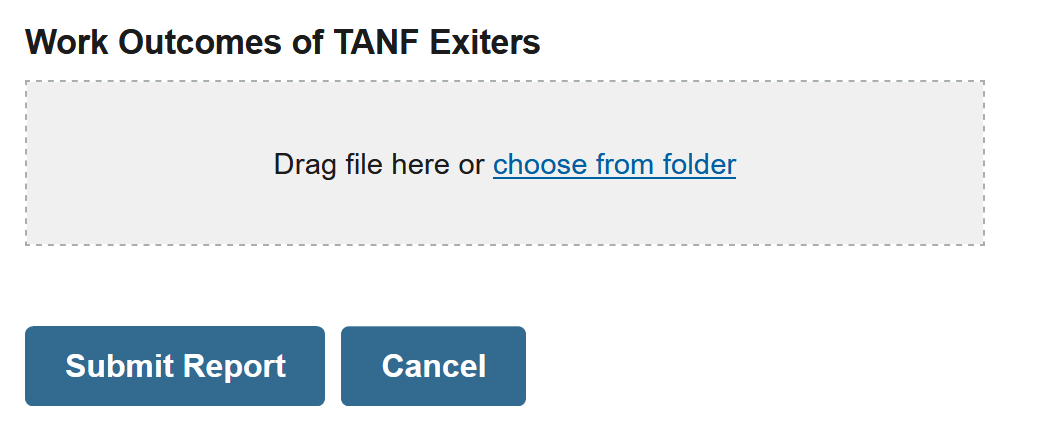 Work Outcomes of TANF Exiters
Drag file here or choose from folder
Submit Report
Cancel